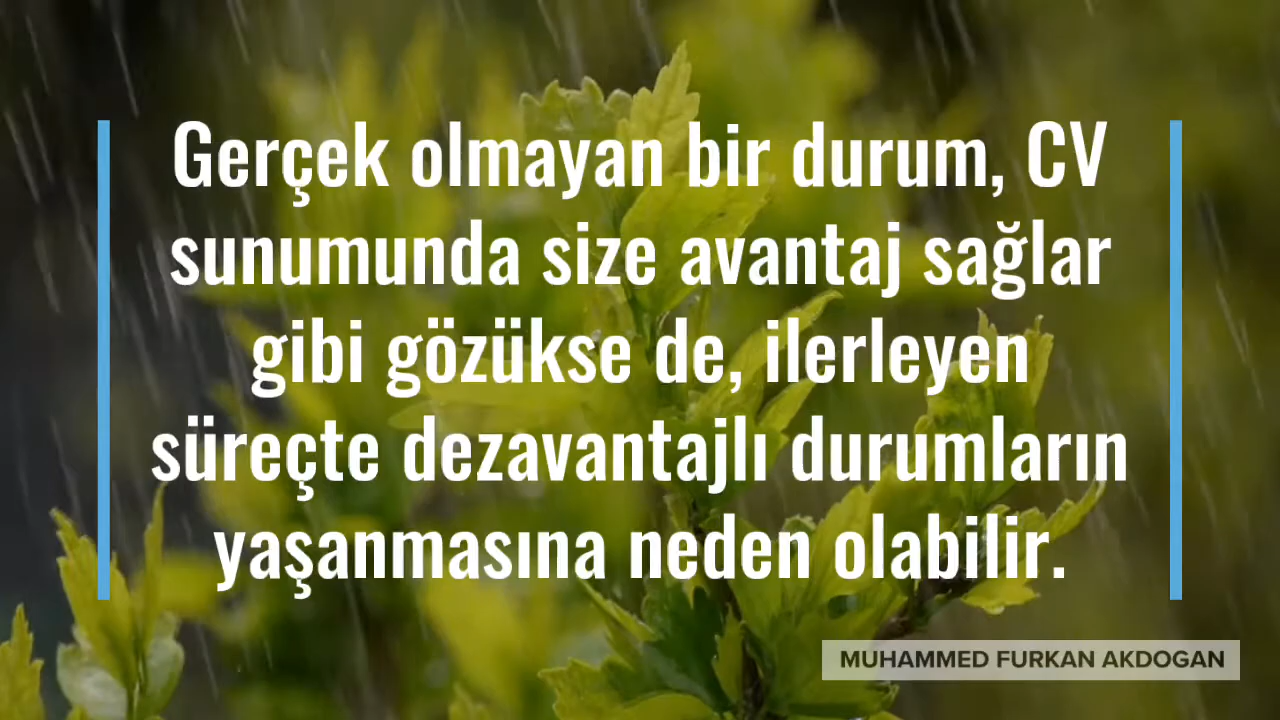 Gerçek olmayan bir durum, CV
sunumunda size avantaj sağlar
gibi gözükse de, ilerleyen
süreçte dezavantajlı durumların
yaşanmasına neden olabilir.
MUHAMMED FURKAN AKDOGAN